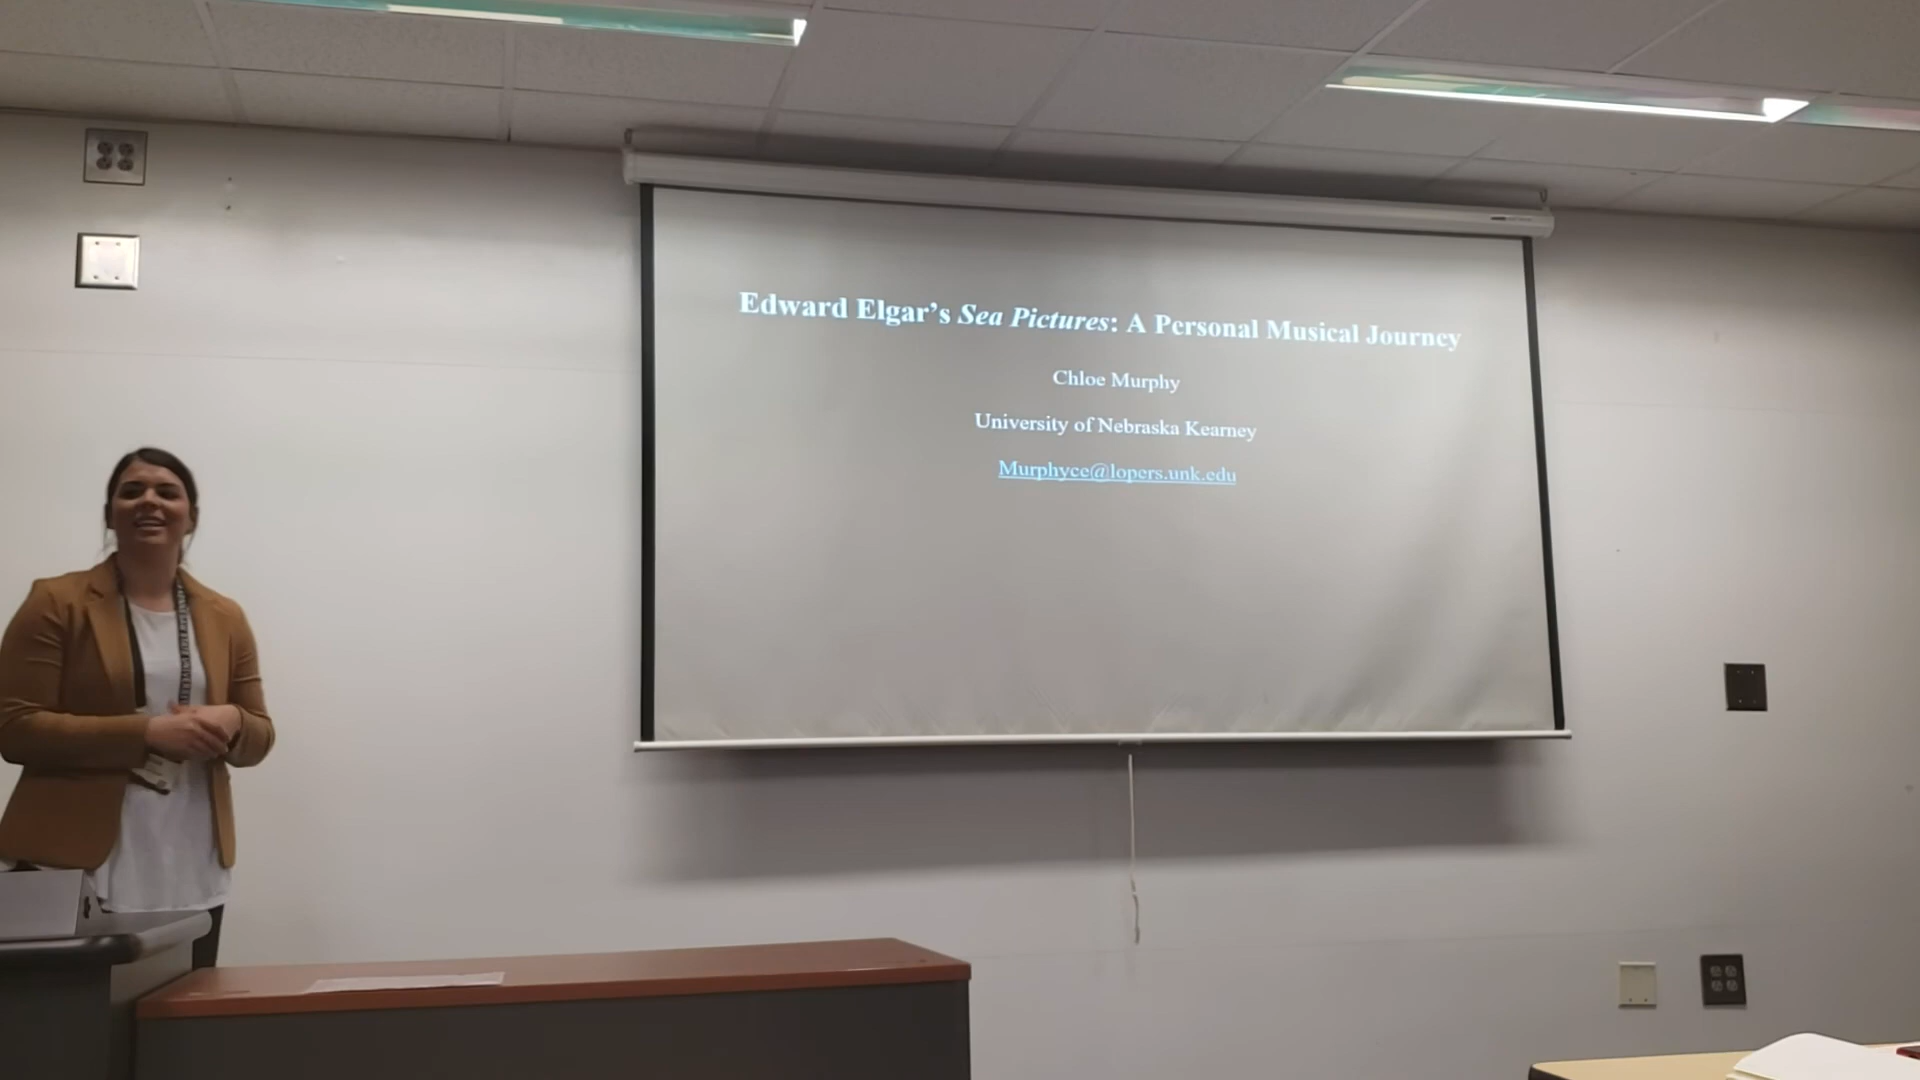 Edward Elgar’s Sea Pictures: A Personal Musical Journey
Chloe Murphy
University of Nebraska Kearney
Murphyce@lopers.unk.edu